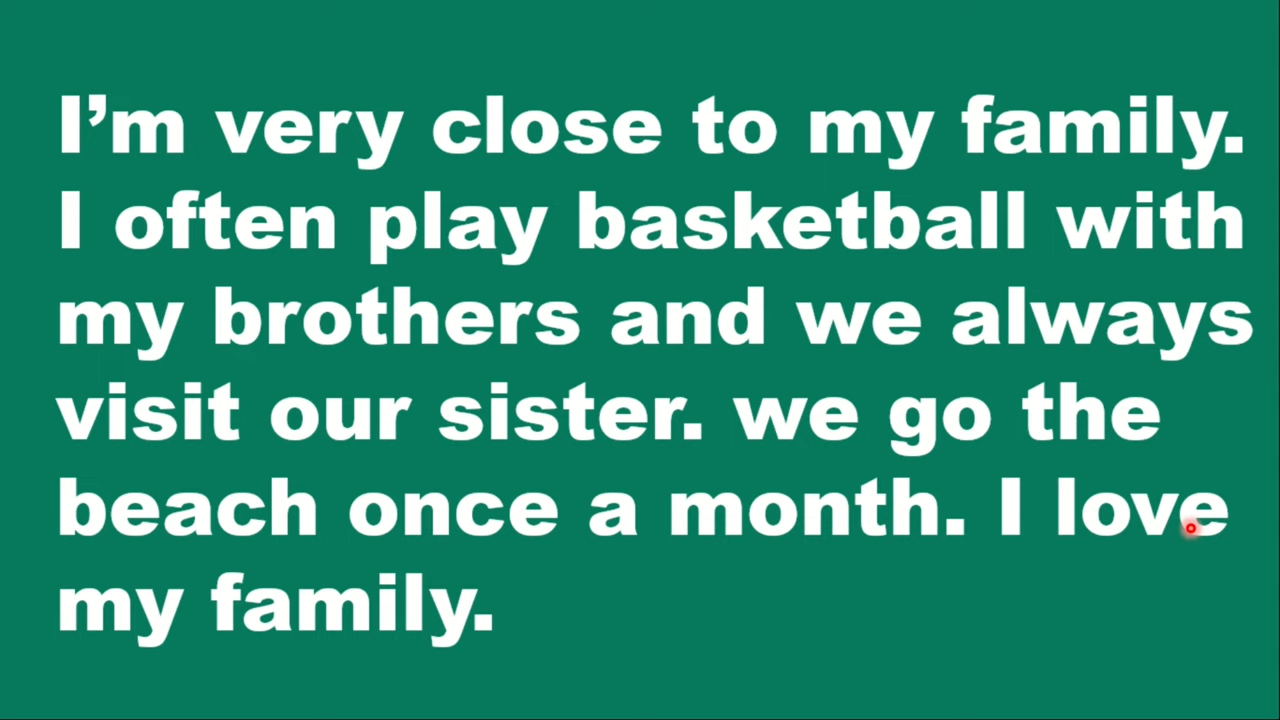 I’m very close to my family.
I often play basketball with
my brothers and we always
visit our sister. we go the
beach once a month. I love
my family.